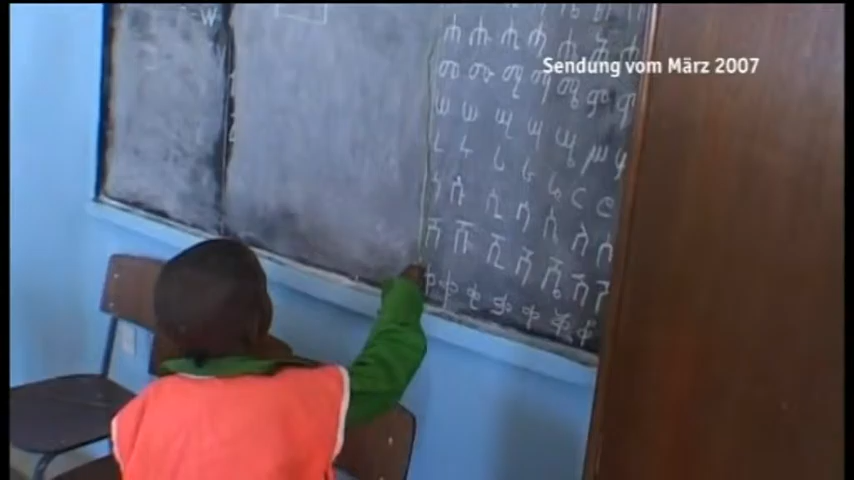 Sendung vom März 2007
ሐ ሑ ሒ ሓ ሔ ሕ ሖ
መ ሙ ሚ ማ ሜ ም ሞ
ሠ ሡ ሢ ሣ ሤ ሥ ሦ
ረ ሩ ሪ ራ ሬ ር ሮ
ሰ ሱ ሲ ሳ ሴ ስ ሶ
ሸ ሹ ሺ ሻ ሼ ሽ ሾ
ቀ ቁ ቂ ቃ ቄ ቅ ቆ